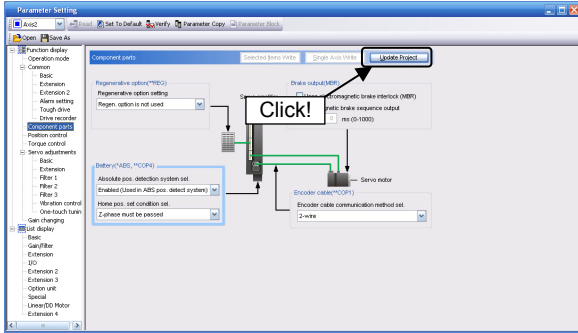 Parameter Setting
Axis2 Read Set To Default Verify Parameter Copy Parameter Block
Open Save As
Function display
Operation mode
Common
Basic
Extension
Extension 2
Alarm setting
Tough drive
Drive recorder
Component parts
Position control
Torque control
Servo adjustments
Basic
Extension
Filter 1
Filter 2
Filter 3
Vibration control
One-touch tunin
Gain changing
List display
Basic
Gain/filter
Extension
I/O
Extension 2
Extension 3
Option unit
Special
Linear/DD Motor
Extension 4
Component parts
Selected Items Write Single Axis Write Update Project
Regenerative option(**REG)
Regenerative option setting
Regen. option is not used
Brake output(MBR)
electromagnetic brake interlock (MBR)
netic brake sequence output
0 ms (0-1000)
Click!
Battery(*ABS, **COP4)
Absolute pos. detection system sel.
Enabled (Used in ABS pos. detect system)
Home pos. set condition sel.
Z-phase must be passed
Servo motor
Encoder cable(**COP1)
Encoder cable communication method sel.
2-wire